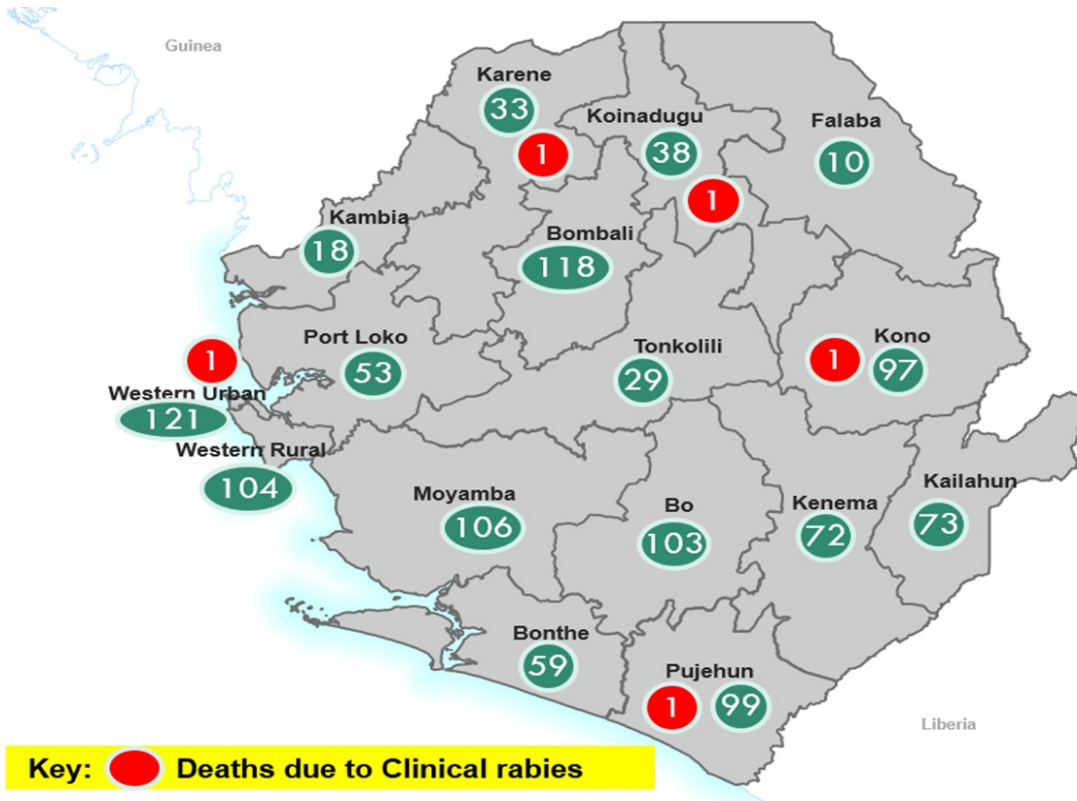 Guinea
Karene
33
1
Koinadugu
38
1
Falaba
10
Kambia
18
Bombali
118
1
Port Loko
53
Tonkolili
29
Kono
1
97
Western Urban
121
Western Rural
104
Moyamba
106
Bo
103
Kenema
72
Kailahun
73
Bonthe
59
Pujehun
1
99
Liberia
Key: Deaths due to Clinical rabies